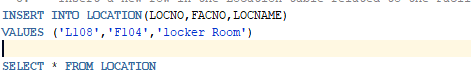 INSERT INTO LOCATION(LOCNO,FACNO,LOCNAME)
VALUES ('L108','F104','locker Room')
SELECT * FROM LOCATION